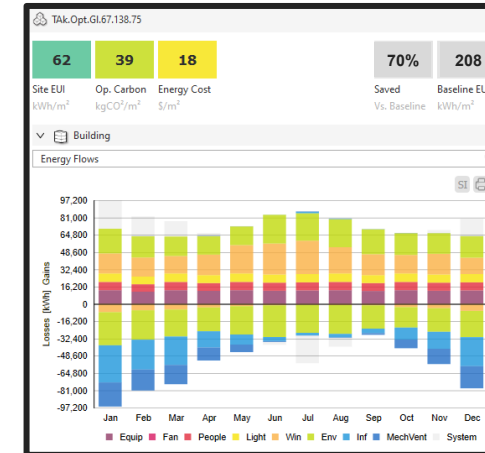 TAk.Opt.Gl.67.138.75
62 39 18 70% 208
Site EUI Op. Carbon Energy Cost Saved Baseline EU
kWh/m² kgCO²/m² $/m² Vs. Baseline kWh/m²
Building
Energy Flows
SI
97,200
81,000
64,800
48,600
32,400
16,200
0
-16,200
-32,400
-48,600
-64,800
-81,000
-97,200
Losses [kWh] Gains
Jan Feb Mar Apr May Jun Jul Aug Sep Oct Nov Dec
Equip Fan People Light Win Env Inf MechVent System